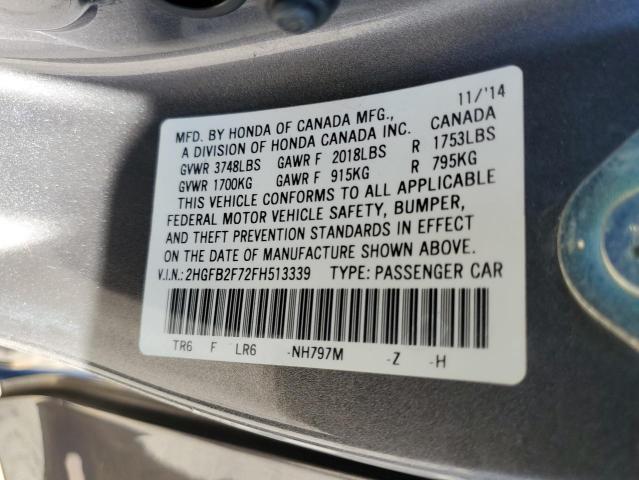 11/'14
MFD. BY HONDA OF CANADA MFG., CANADA
A DIVISION OF HONDA CANADA INC.
GVWR 3748LBS GAWR F 2018LBS R 1753LBS
GVWR 1700KG GAWR F 915KG R 795KG
THIS VEHICLE CONFORMS TO ALL APPLICABLE
FEDERAL MOTOR VEHICLE SAFETY, BUMPER,
AND THEFT PREVENTION STANDARDS IN EFFECT
ON THE DATE OF MANUFACTURE SHOWN ABOVE.
V.I.N.: 2HGFB2F72FH513339 TYPE: PASSENGER CAR
TR6 F LR6 -NH797M -Z -H